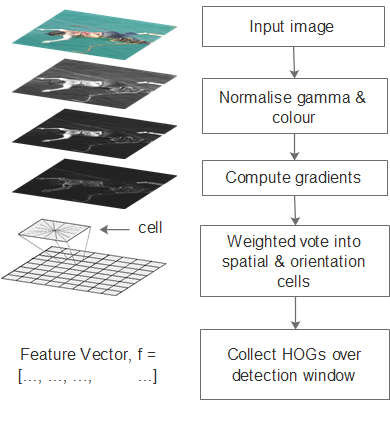 Input image
Normalise gamma &
colour
Compute gradients
cell
Weighted vote into
spatial & orientation
cells
Feature Vector, f =
[..., ..., ..., ...]
Collect HOGs over
detection window